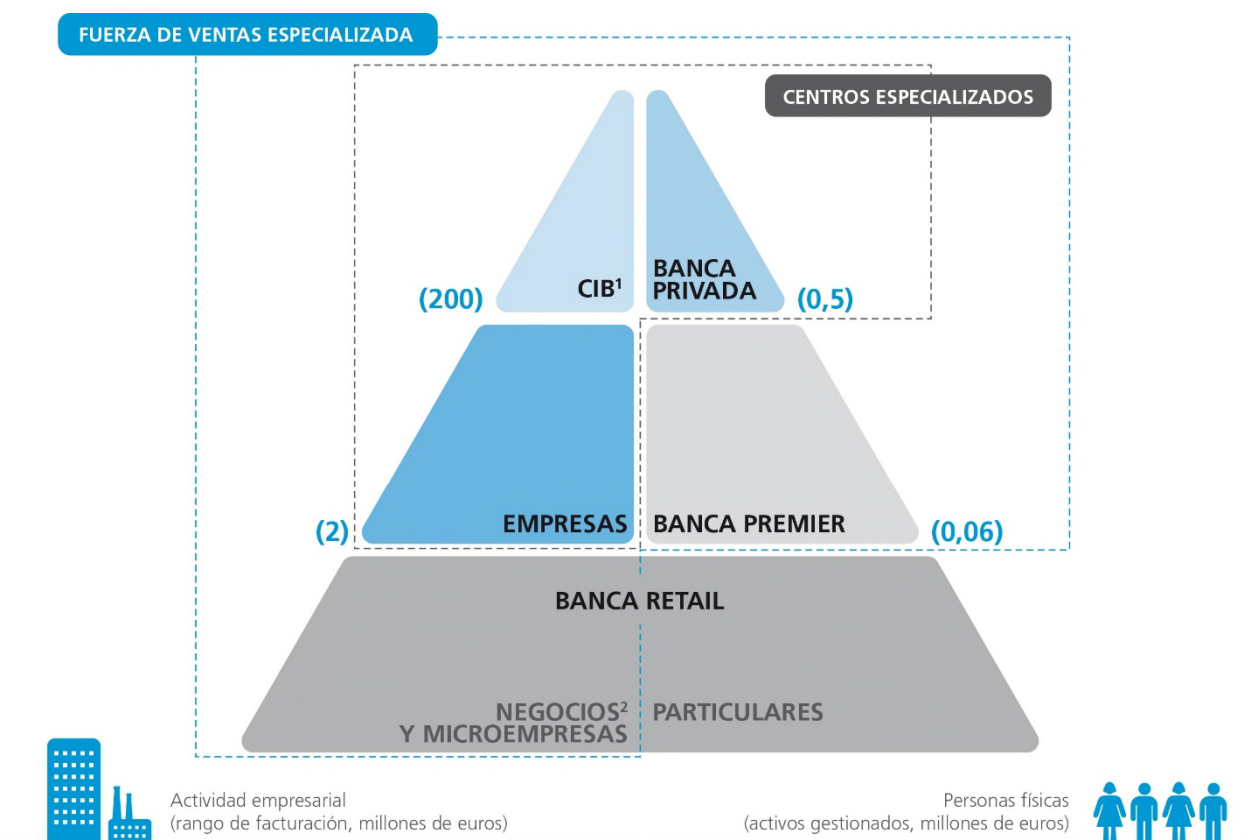 FUERZA DE VENTAS ESPECIALIZADA
CENTROS ESPECIALIZADOS
(200)
CIB¹
BANCA
PRIVADA
(0,5)
(2)
EMPRESAS
BANCA PREMIER
(0,06)
BANCA RETAIL
NEGOCIOS²
Y MICROEMPRESAS
PARTICULARES
Actividad empresarial
(rango de facturación, millones de euros)
Personas físicas
(activos gestionados, millones de euros)